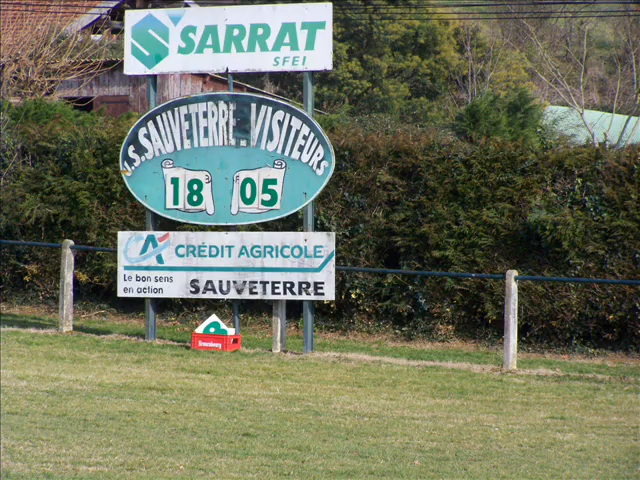 SARRAT
SFEI
J.S.SAUVETERRE VISITEURS
18 05
CRÉDIT AGRICOLE
Le bon sens
en action
SAUVETERRE